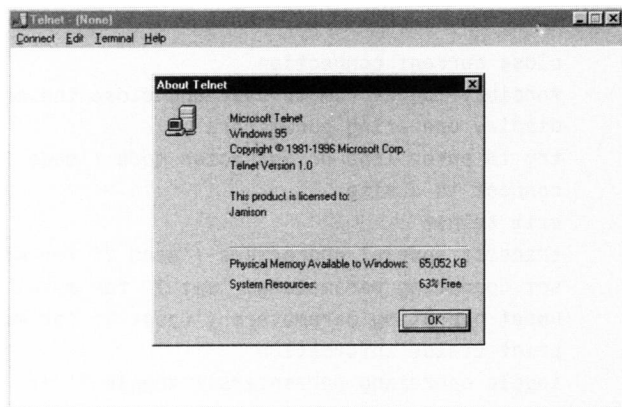 Telnet - (None)
Connect Edit Terminal Help
About Telnet
Microsoft Telnet
Windows 95
Copyright © 1981-1996 Microsoft Corp.
Telnet Version 1.0
This product is licensed to:
Jamison
Physical Memory Available to Windows: 65,052 KB
System Resources: 63% Free
OK